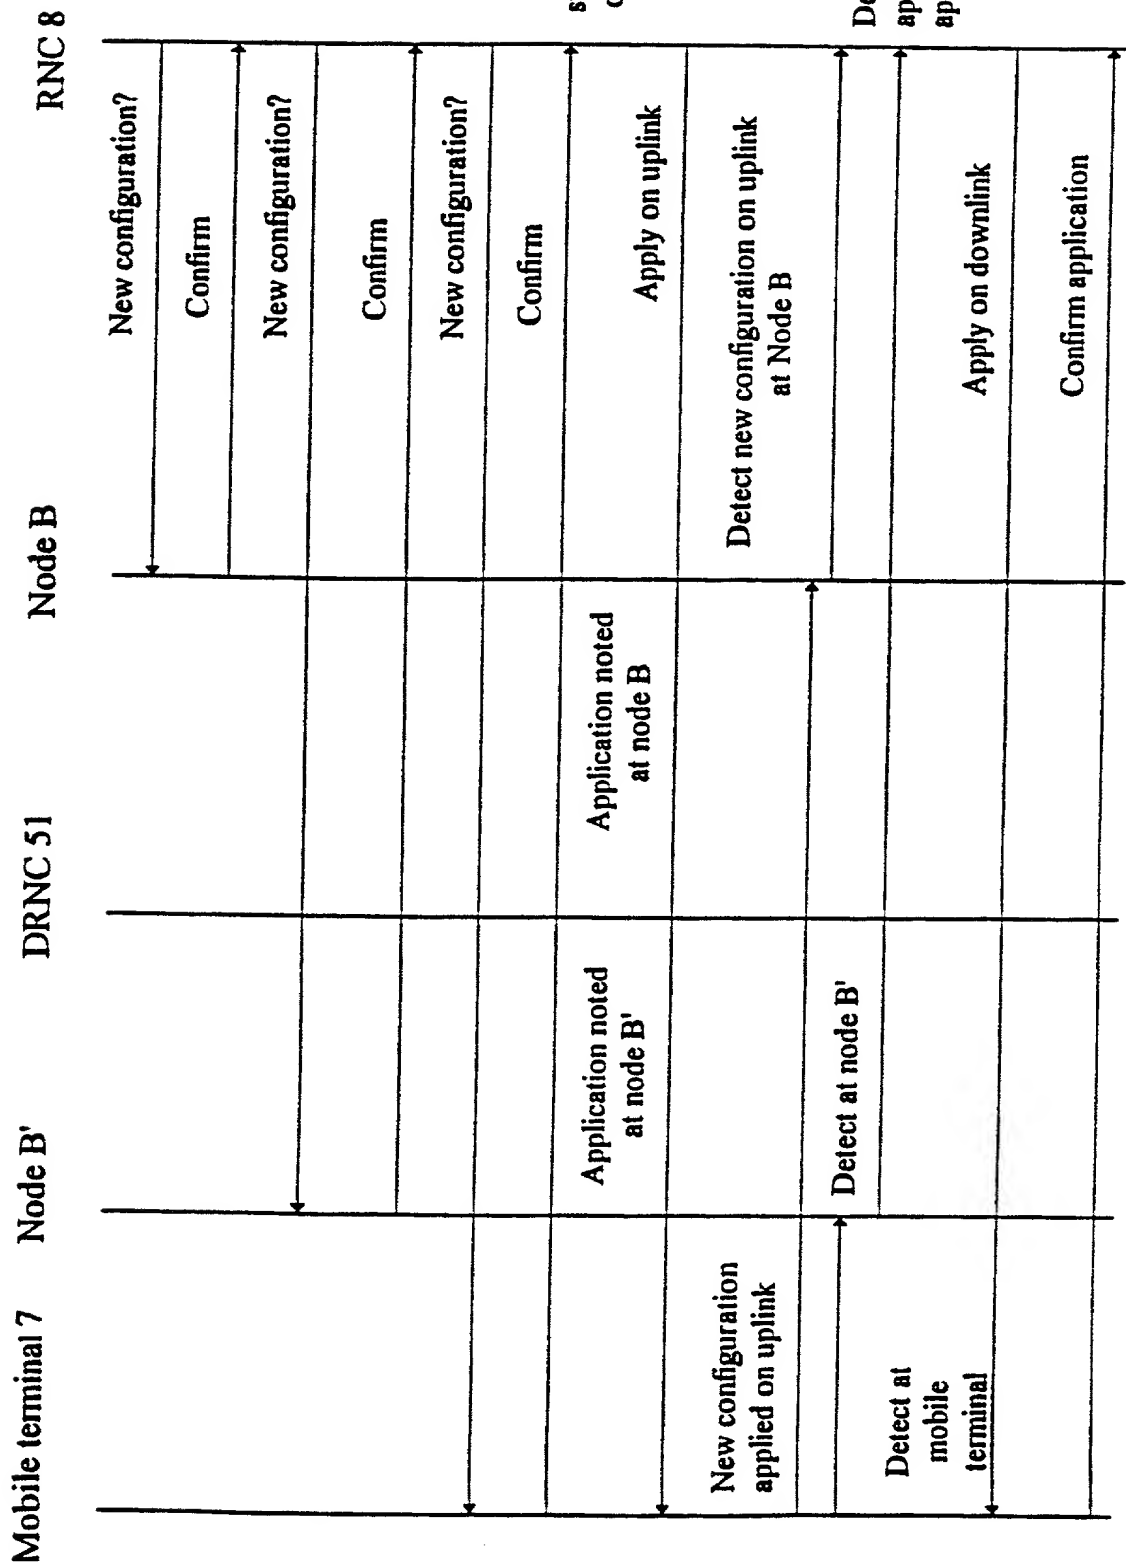 Mobile terminal 7
Node B'
DRNC 51
Node B
RNC 8
New configuration?
Confirm
New configuration?
Confirm
New configuration?
Confirm
Application noted
at node B'
Application noted
at node B
Apply on uplink
New configuration
applied on uplink
Detect new configuration on uplink
at Node B
Detect at node B'
Detect at
mobile
terminal
Apply on downlink
Confirm application